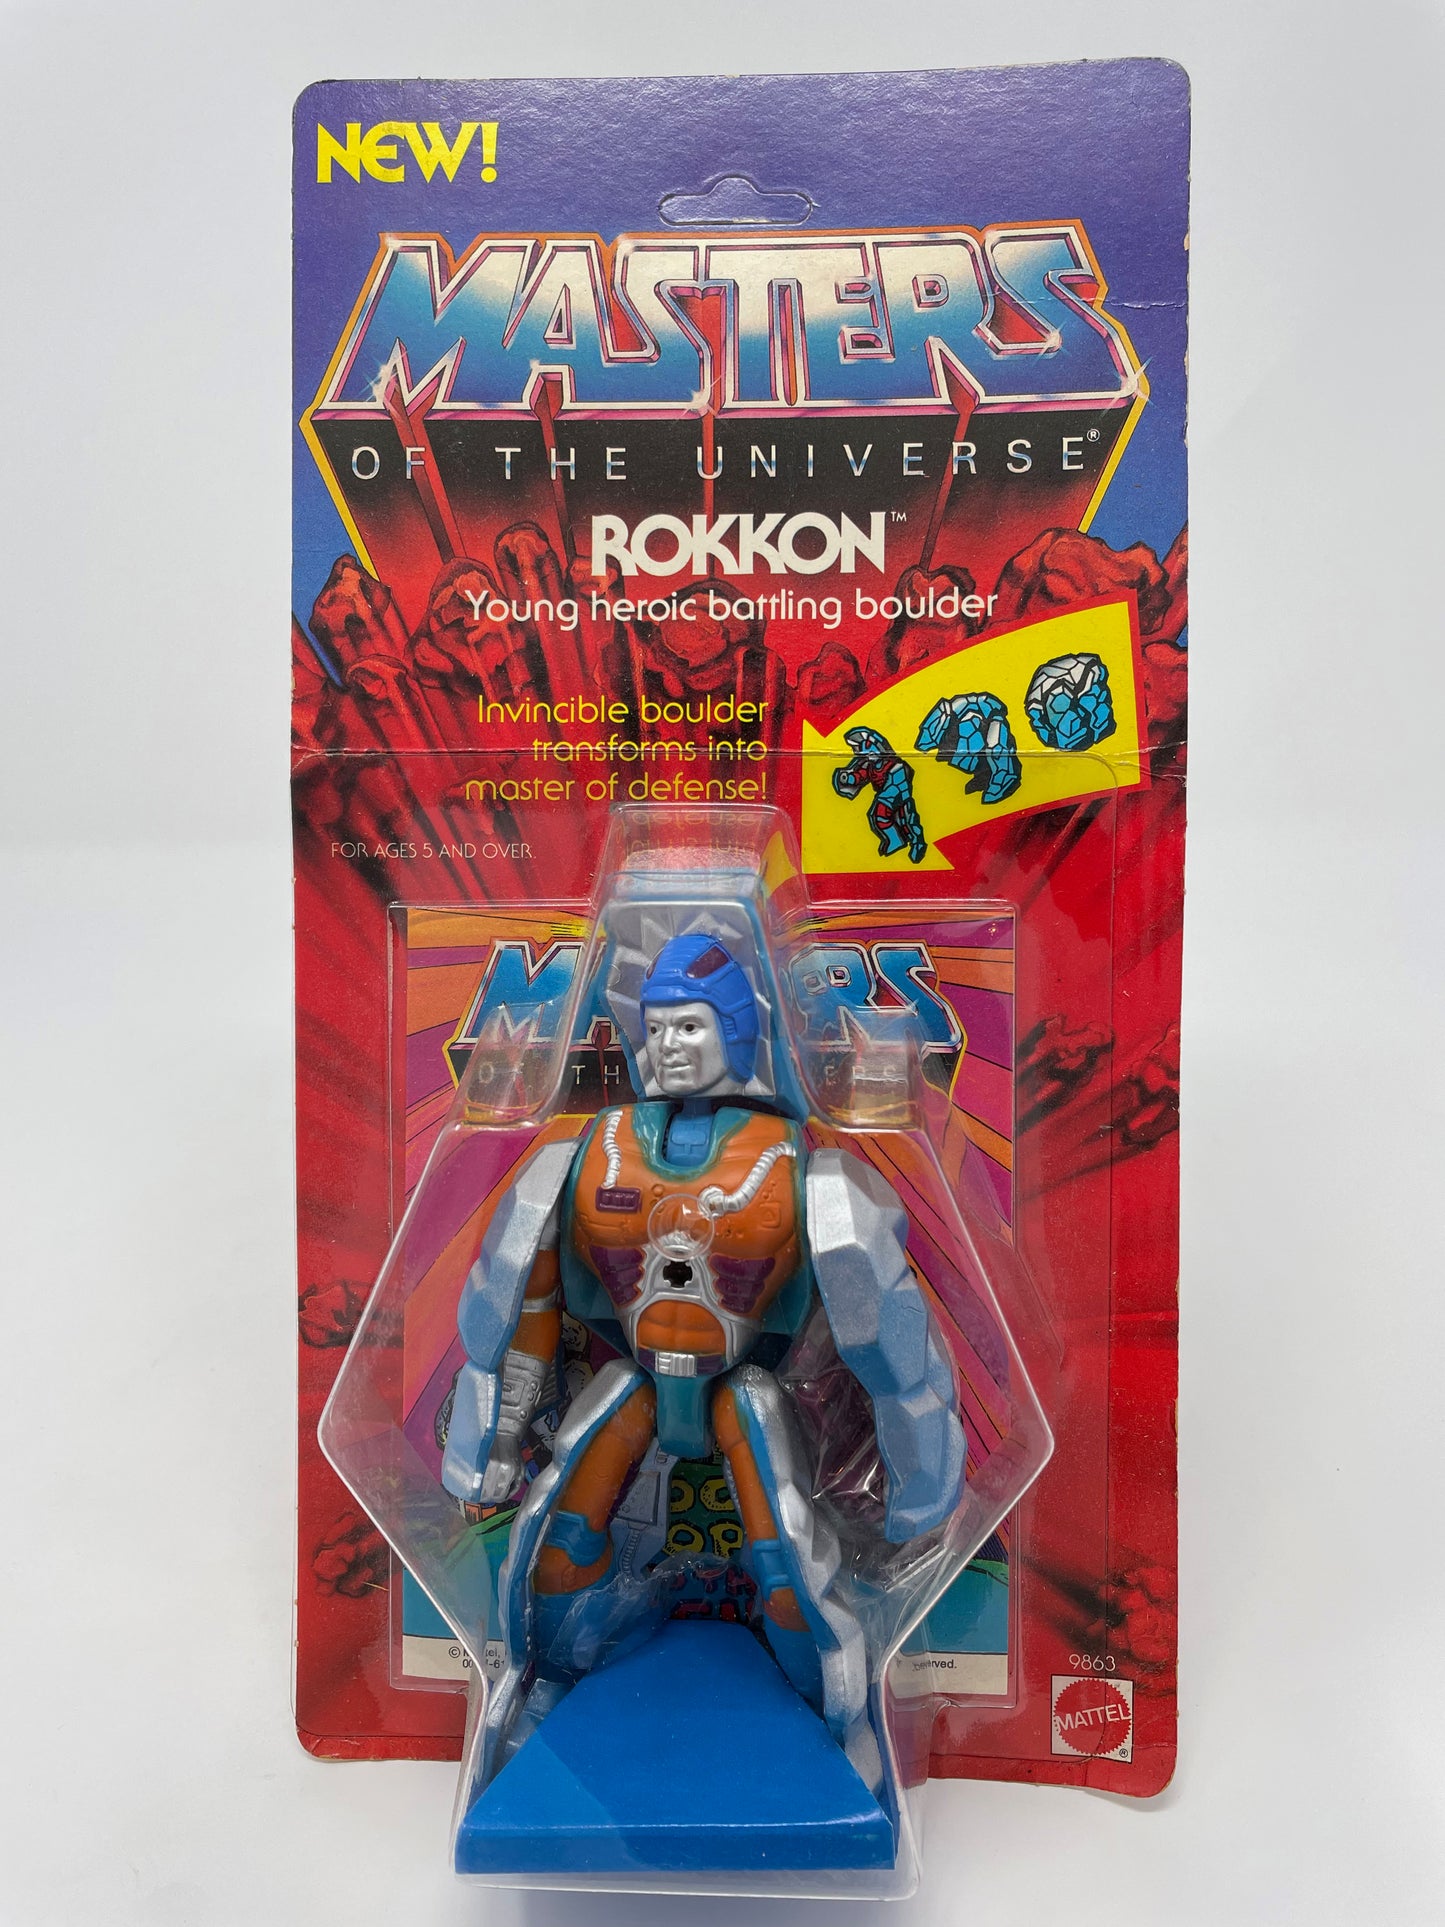 NEW!
MASTERS
OF THE UNIVERSE®
ROKKON™
Young heroic battling boulder
Invincible boulder
transforms into
master of defense!
FOR AGES 5 AND OVER.
9863
MATTEL
®